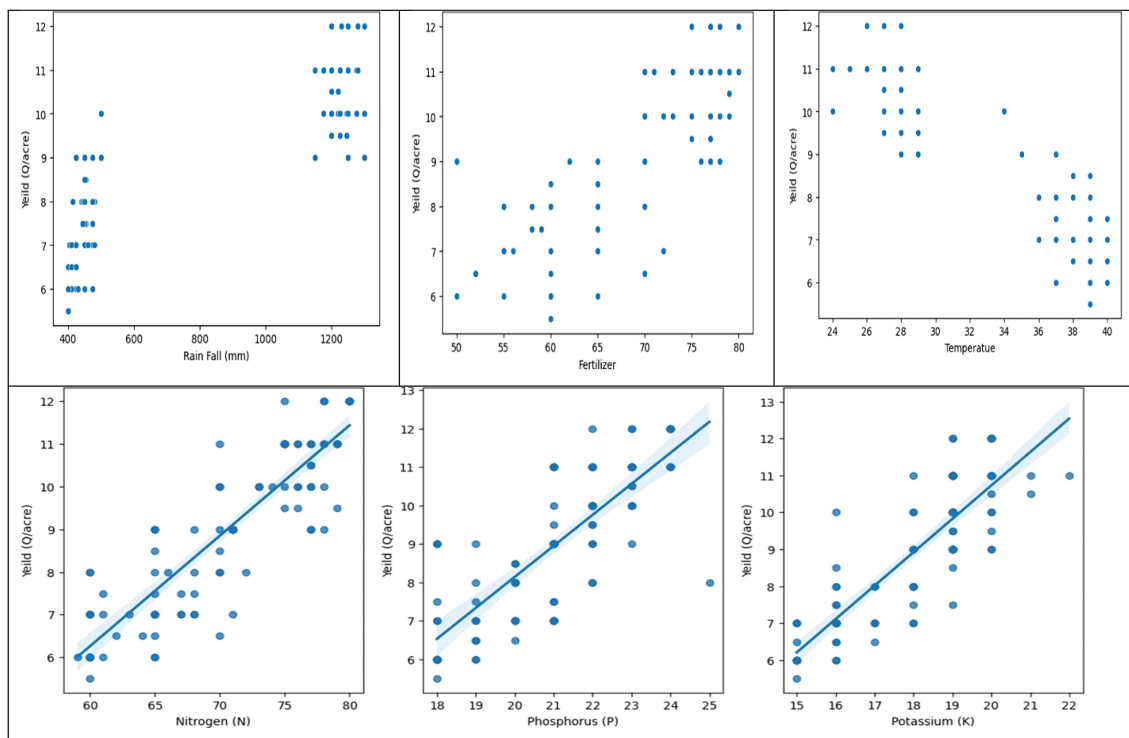 12
11
10
9
8
7
6
Yeild (Q/acre)
400 600 800 1000 1200
Rain Fall (mm)
12
11
10
9
8
7
6
Yeild (Q/acre)
50 55 60 65 70 75 80
Fertilizer
12
11
10
9
8
7
6
Yeild (Q/acre)
24 26 28 30 32 34 36 38 40
Temperatue
12
11
10
9
8
7
6
Yeild (Q/acre)
60 65 70 75 80
Nitrogen (N)
13
12
11
10
9
8
7
6
Yeild (Q/acre)
18 19 20 21 22 23 24 25
Phosphorus (P)
13
12
11
10
9
8
7
6
Yeild (Q/acre)
15 16 17 18 19 20 21 22
Potassium (K)